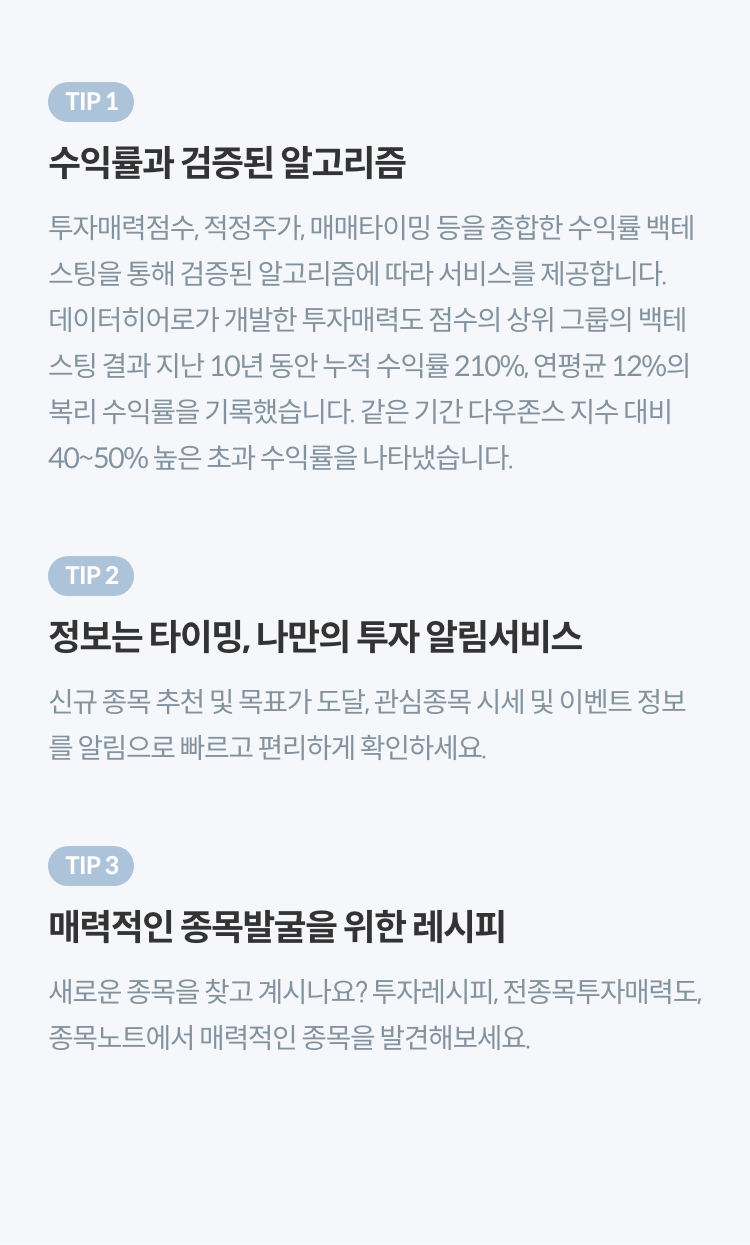 TIP 1
수익률과 검증된 알고리즘
투자매력점수, 적정주가, 매매타이밍 등을 종합한 수익률 백테
스팅을 통해 검증된 알고리즘에 따라 서비스를 제공합니다.
데이터히어로가 개발한 투자매력도 점수의 상위 그룹의 백테
스팅 결과 지난 10년 동안 누적 수익률 210%, 연평균 12%의
복리 수익률을 기록했습니다. 같은 기간 다우존스 지수 대비
40~50% 높은 초과 수익률을 나타냈습니다.
TIP 2
정보는 타이밍, 나만의 투자 알림서비스
신규 종목 추천 및 목표가 도달, 관심종목 시세 및 이벤트 정보
를 알림으로 빠르고 편리하게 확인하세요.
TIP 3
매력적인 종목발굴을 위한 레시피
새로운 종목을 찾고 계시나요? 투자레시피, 전종목투자매력도,
종목노트에서 매력적인 종목을 발견해보세요.